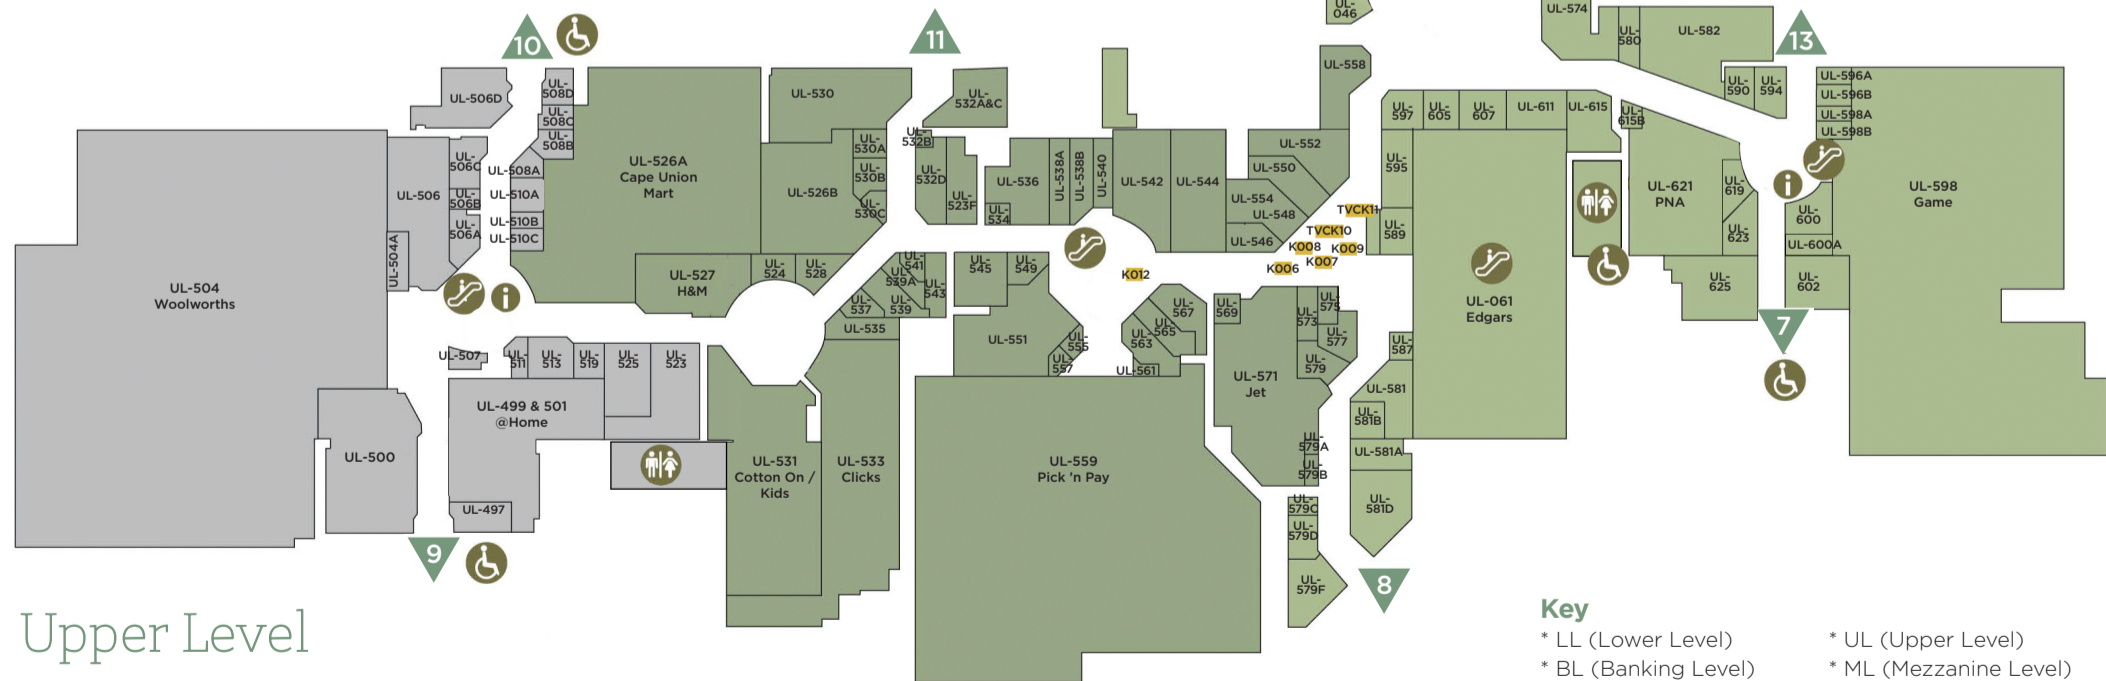 10
11
13
UL-
046
UL-574
UL-
580
UL-582
UL-
590
UL-
594
UL-596A
UL-596B
UL-598A
UL-598B
UL-506D
UL-
508D
UL-
508C
UL-
508B
UL-508A
UL-
506C
UL-
506B
UL-
506A
UL-506
UL-504A
UL-510A
UL-510B
UL-510C
UL-504
Woolworths
UL-526A
Cape Union
Mart
UL-530
UL-526B
UL-
530A
UL-
530B
UL-
530C
UL-
532A&C
UL-
532B
UL-
532D
UL-
523F
UL-536
UL-
534
UL-538A
UL-538B
UL-540
UL-542
UL-544
UL-558
UL-552
UL-550
UL-554
UL-548
UL-546
TVCK11
TVCK10
K008
K009
K007
K006
K012
UL-
597
UL-
605
UL-
607
UL-611
UL-615
UL-
615B
UL-
595
UL-
589
UL-061
Edgars
UL-621
PNA
UL-
619
UL-
623
UL-
625
i
UL-
600
UL-600A
UL-
602
UL-598
Game
UL-527
H&M
UL-
524
UL-
528
UL-
541
UL-
539A
UL-
543
UL-
537
UL-
539
UL-535
UL-
545
UL-
549
UL-551
UL-
555
UL-
557
UL-
567
UL-
565
UL-
563
UL-561
UL-
569
UL-
573
UL-
575
UL-
577
UL-
579
UL-571
Jet
UL-
587
UL-581
UL-
581B
UL-581A
UL-
581D
UL-
579A
UL-
579B
UL-
579C
UL-
579D
UL-
579F
i
UL-507
UL-
511
UL-
513
UL-
519
UL-
525
UL-
523
UL-499 & 501
@Home
UL-500
UL-497
UL-531
Cotton On /
Kids
UL-533
Clicks
UL-559
Pick 'n Pay
7
8
9
Upper Level
Key
* LL (Lower Level)
* UL (Upper Level)
* BL (Banking Level)
* ML (Mezzanine Level)